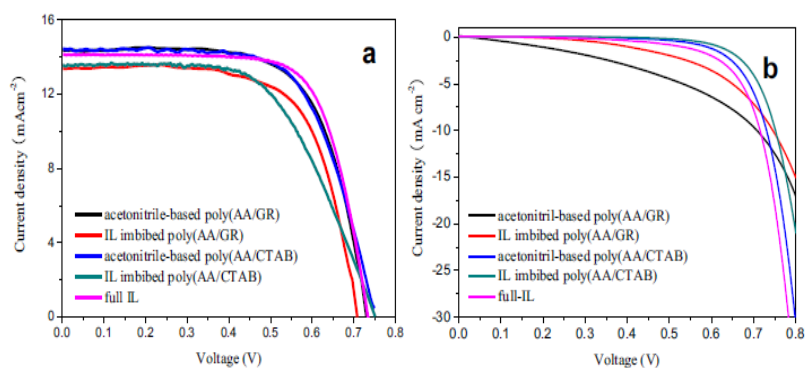 a
Current density ( mAcm-2)
16
12
8
4
0
acetonitrile-based poly(AA/GR)
IL imbibed poly(AA/GR)
acetonitrile-based poly(AA/CTAB)
IL imbibed poly(AA/CTAB)
full IL
0.0 0.1 0.2 0.3 0.4 0.5 0.6 0.7 0.8
Voltage (V)
b
Current density ( mA cm-2)
0
-5
-10
-15
-20
-25
-30
acetonitril-based poly(AA/GR)
IL imbibed poly(AA/GR)
acetonitril-based poly(AA/CTAB)
IL imbibed poly(AA/CTAB)
full-IL
0.0 0.1 0.2 0.3 0.4 0.5 0.6 0.7 0.8
Voltage (V)